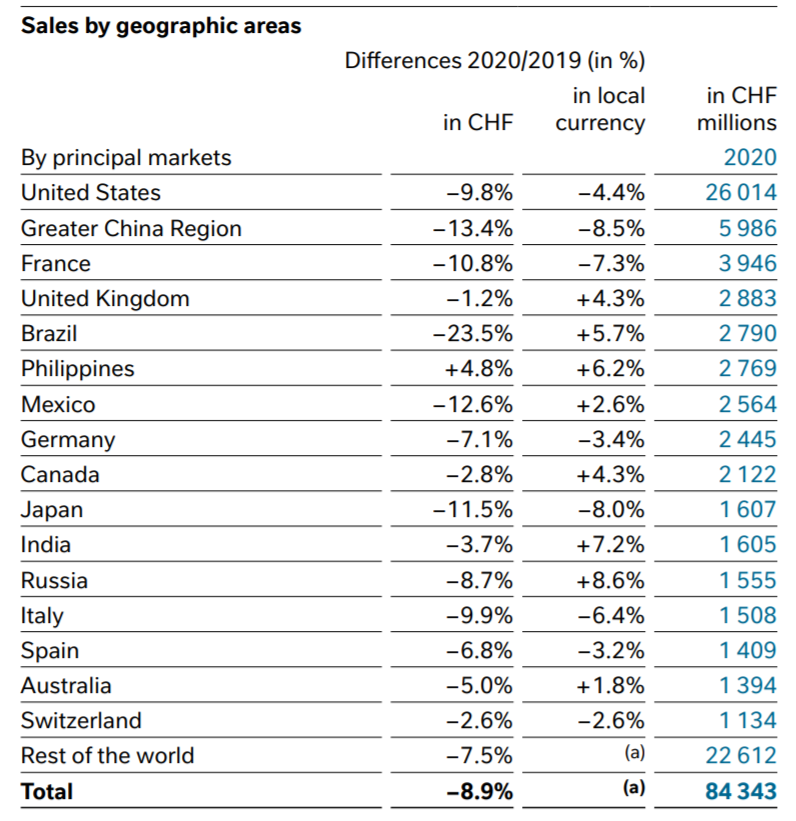 Sales by geographic areas
Differences 2020/2019 (in %)
in local in CHF
in CHF currency millions
By principal markets 2020
United States –9.8% –4.4% 26 014
Greater China Region –13.4% –8.5% 5 986
France –10.8% –7.3% 3 946
United Kingdom –1.2% +4.3% 2 883
Brazil –23.5% +5.7% 2 790
Philippines +4.8% +6.2% 2 769
Mexico –12.6% +2.6% 2 564
Germany –7.1% –3.4% 2 445
Canada –2.8% +4.3% 2 122
Japan –11.5% –8.0% 1 607
India –3.7% +7.2% 1 605
Russia –8.7% +8.6% 1 555
Italy –9.9% –6.4% 1 508
Spain –6.8% –3.2% 1 409
Australia –5.0% +1.8% 1 394
Switzerland –2.6% –2.6% 1 134
Rest of the world –7.5% (a) 22 612
Total –8.9% (a) 84 343